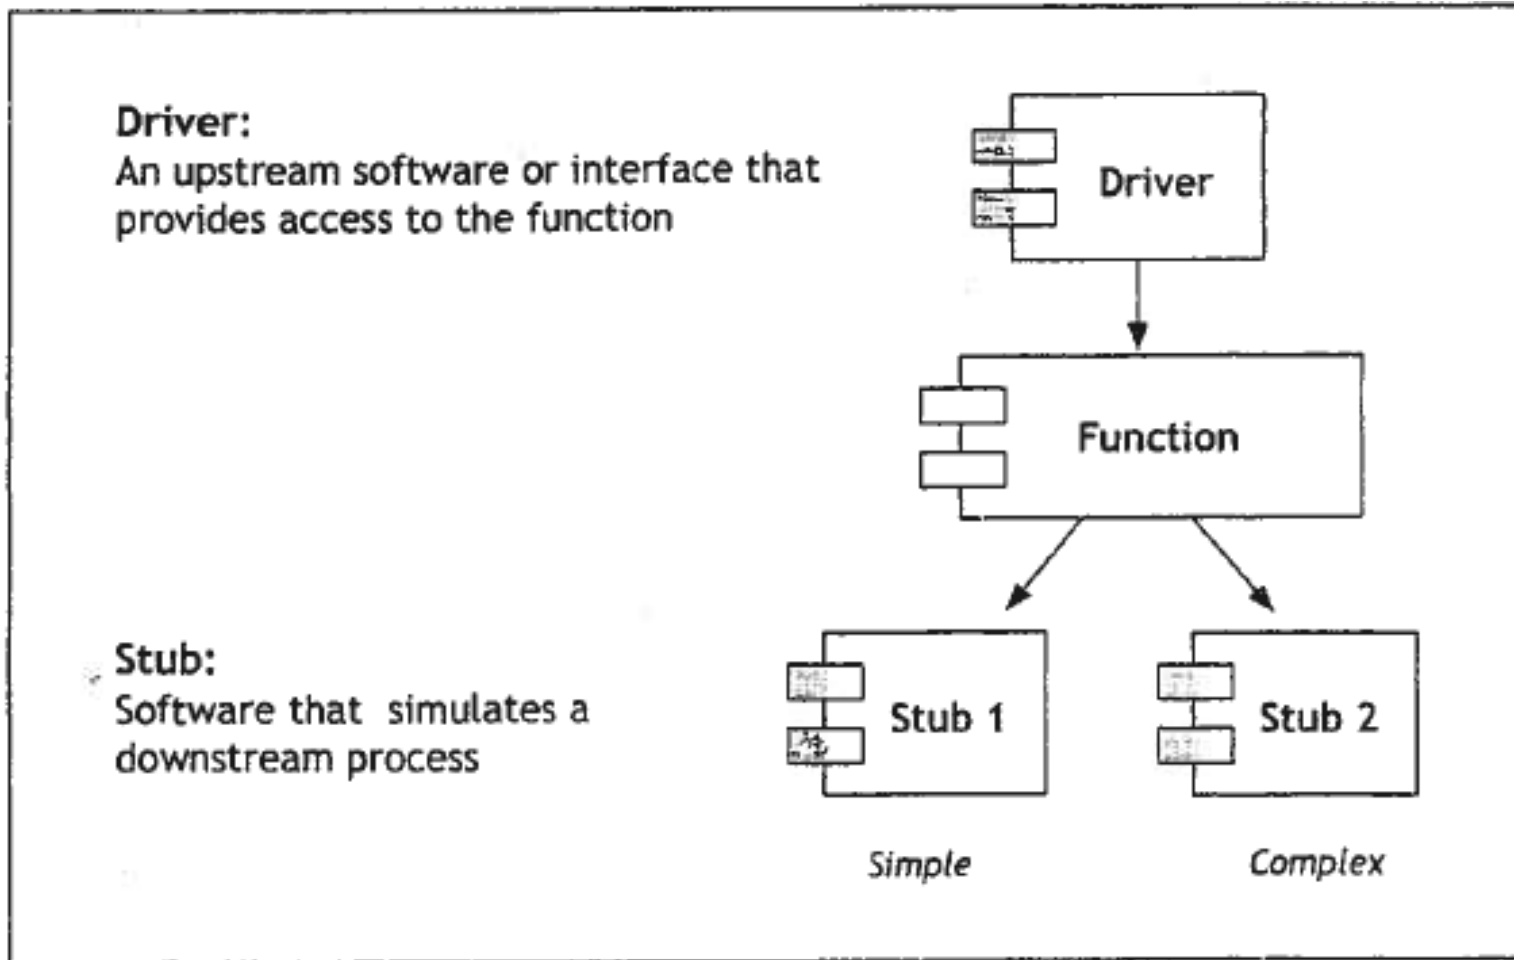 Driver:
An upstream software or interface that
provides access to the function
Driver
Function
Stub:
Software that simulates a
downstream process
Stub 1
Stub 2
Simple
Complex